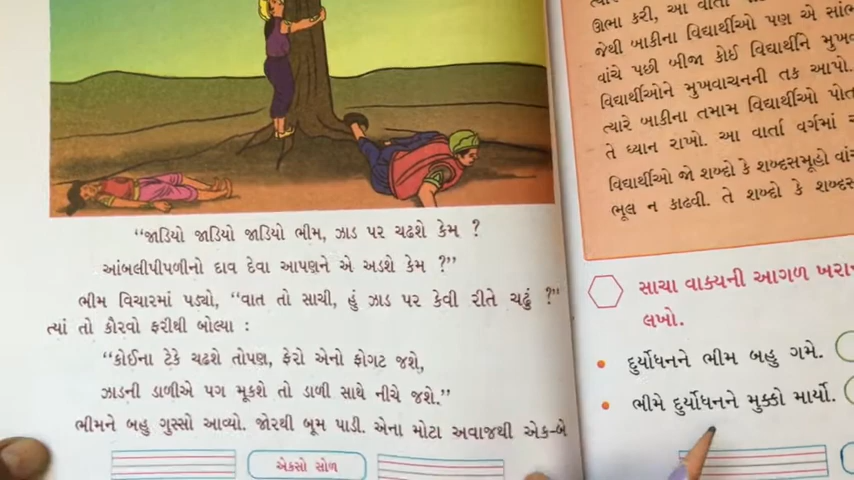 “જાડિયો જાડિયો જાડિયો ભીમ, ઝાડ પર ચઢશે કેમ ?
આંબલીપીપળીનો દાવ દેવા આપણને એ અડશે કેમ ?”
ભીમ વિચારમાં પડ્યો, “વાત તો સાચી, હું ઝાડ પર કેવી રીતે ચઢું ?”
ત્યાં તો કૌરવો ફરીથી બોલ્યા :
“કોઈના ટેકે ચઢશે તોપણ, ફેરો એનો ફોગટ જશે,
ઝાડની ડાળીએ પગ મૂકશે તો ડાળી સાથે નીચે જશે.”
ભીમને બહુ ગુસ્સો આવ્યો. જોરથી બૂમ પાડી. એના મોટા અવાજથી એક-બે
એકસો સોળ
ઊભા કરી, આ વાર્તા
જેથી બાકીના વિદ્યાર્થીઓ પણ એ
વાંચે પછી બીજા કોઈ વિદ્યાર્થીને
વિદ્યાર્થીઓને મુખવાચનની તક આપો.
ત્યારે બાકીના તમામ વિદ્યાર્થીઓ
તે ધ્યાન રાખો. આ વાર્તા વર્ગમાં
વિદ્યાર્થીઓ જો શબ્દો કે શબ્દસમૂહો
ભૂલ ન કાઢવી. તે શબ્દો કે
સાચા વાક્યની આગળ
લખો.
દુર્યોધનને ભીમ બહુ ગમે.
ભીમે દુર્યોધનને મુક્કો માર્યો.